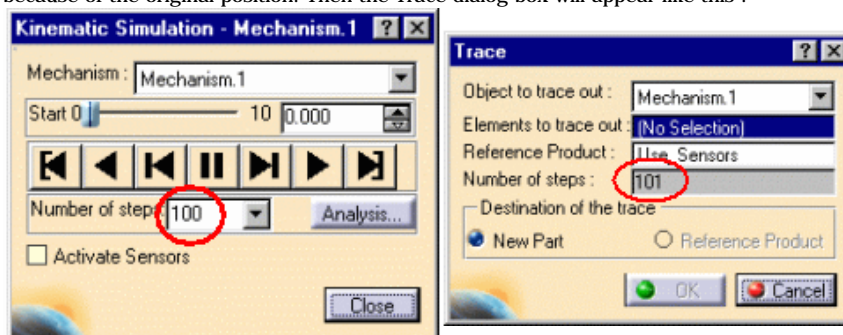 because of the original position. Then the Trace dialog box will appear like this :
Kinematic Simulation - Mechanism.1
Mechanism : Mechanism.1
Start 0 10 0.000
Number of steps 100 Analysis...
Activate Sensors
Close
Trace
Object to trace out : Mechanism.1
Elements to trace out : (No Selection)
Reference Product : Use Sensors
Number of steps : 101
Destination of the trace
New Part Reference Product
OK Cancel